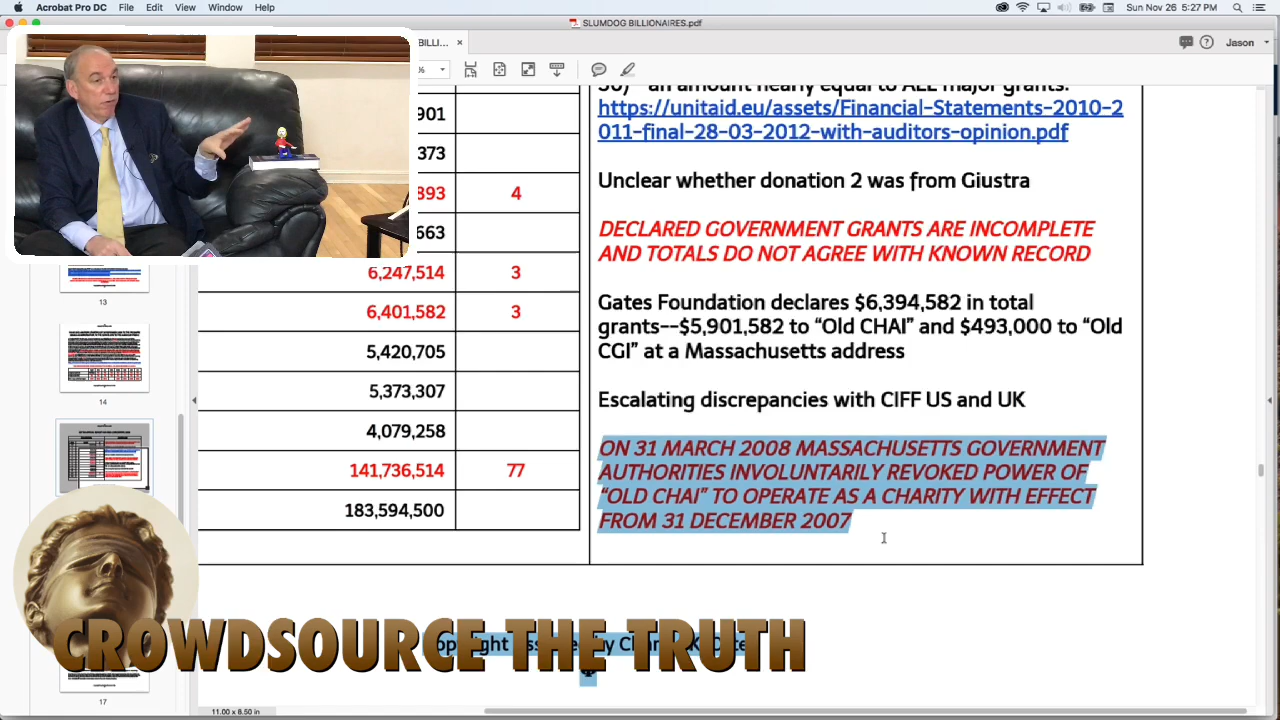 Acrobat Pro DC File Edit View Window Help
Sun Nov 26 5:27 PM
SLUMDOG BILLIONAIRES.pdf
BILLI... ×
Jason
%
an amount nearly equal to ALL major grants.
https://unitaid.eu/assets/Financial-Statements-2010-2
011-final-28-03-2012-with-auditors-opinion.pdf
Unclear whether donation 2 was from Giustra
DECLARED GOVERNMENT GRANTS ARE INCOMPLETE
AND TOTALS DO NOT AGREE WITH KNOWN RECORD
Gates Foundation declares $6,394,582 in total
grants--$5,901,582 to “Old CHAI” and $493,000 to “Old
CGI” at a Massachusetts address
Escalating discrepancies with CIFF US and UK
ON 31 MARCH 2008 MASSACHUSETTS GOVERNMENT
AUTHORITIES INVOLUNTARILY REVOKED POWER OF
“OLD CHAI” TO OPERATE AS A CHARITY WITH EFFECT
FROM 31 DECEMBER 2007
901
373
893 4
663
6,247,514 3
6,401,582 3
5,420,705
5,373,307
4,079,258
141,736,514 77
183,594,500
13
14
17
CROWDSOURCE THE TRUTH
11.00 x 8.50 in